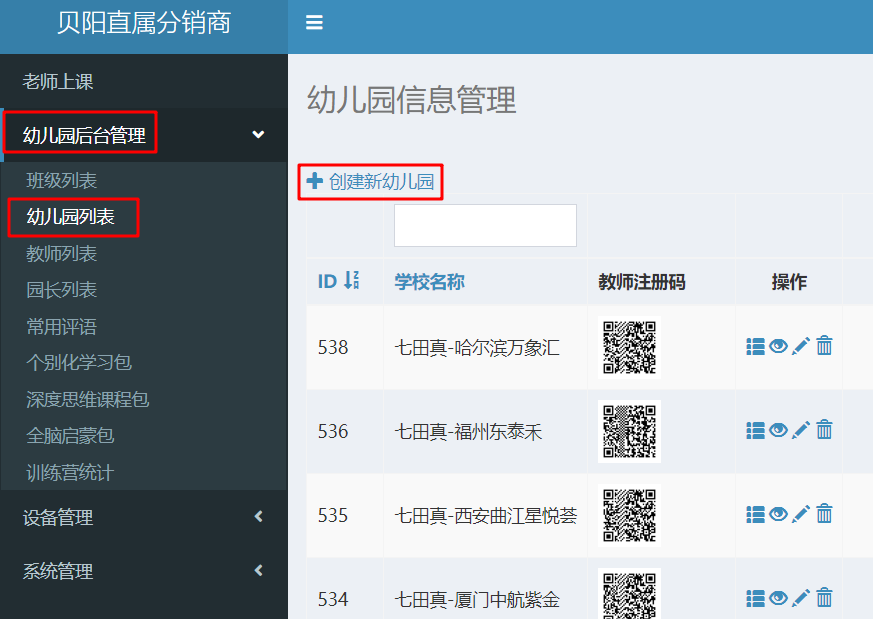 贝阳直属分销商
老师上课
幼儿园后台管理
班级列表
幼儿园列表
教师列表
园长列表
常用评语
个别化学习包
深度思维课程包
全脑启蒙包
训练营统计
设备管理
系统管理
幼儿园信息管理
创建新幼儿园
ID 学校名称 教师注册码 操作
538 七田真-哈尔滨万象汇
536 七田真-福州东泰禾
535 七田真-西安曲江星悦荟
534 七田真-厦门中航紫金